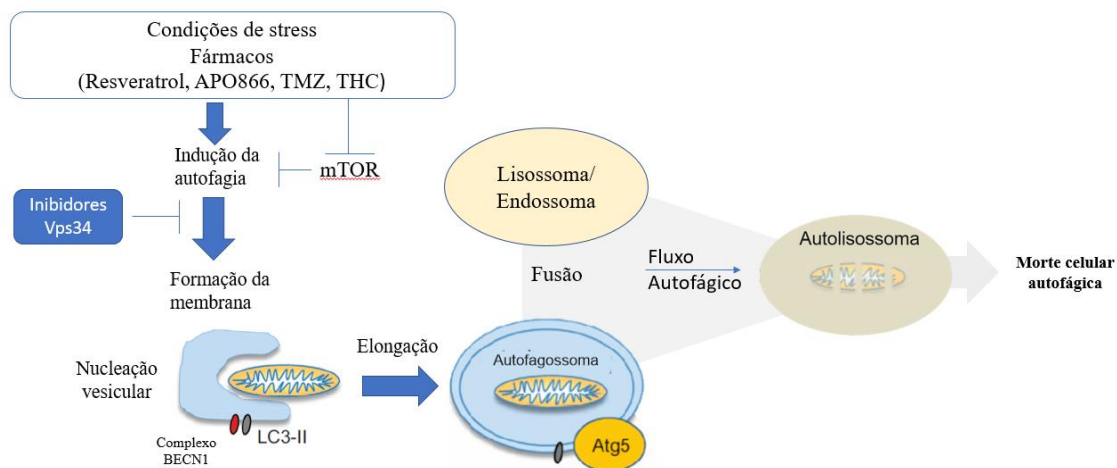 Condições de stress
Fármacos
(Resveratrol, APO866, TMZ, THC)
Indução da
autofagia
mTOR
Inibidores
Vps34
Lisossoma/
Endossoma
Formação da
membrana
Fusão
Fluxo
Autofágico
Autolisossoma
Morte celular
autofágica
Nucleação
vesicular
Elongação
Autofagossoma
LC3-II
Complexo
BECN1
Atg5